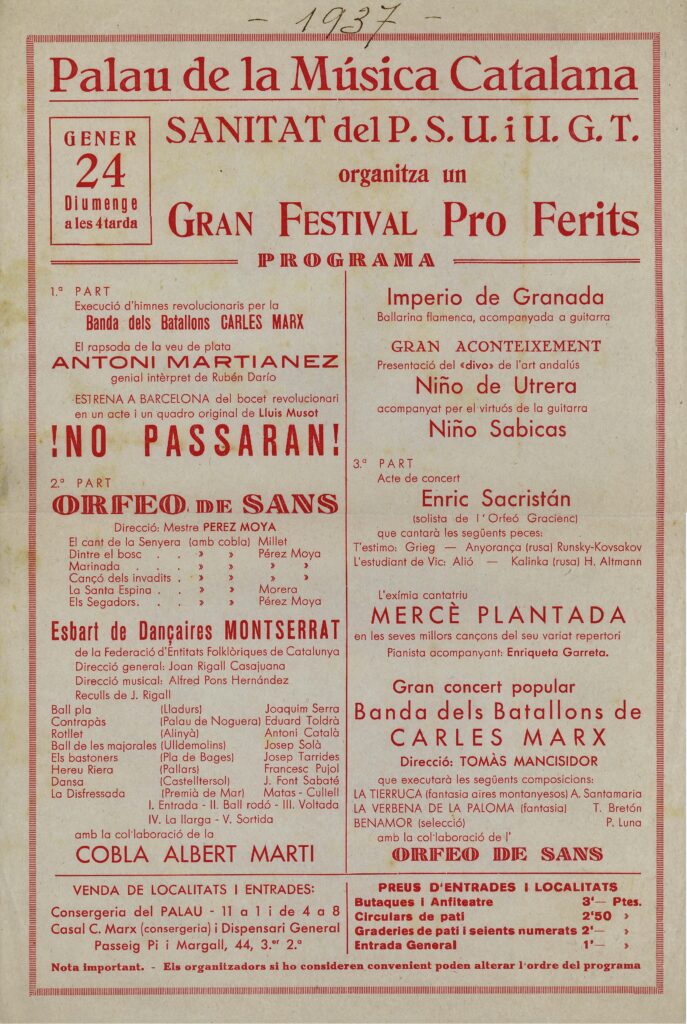 - 1937 -
Palau de la Música Catalana
GENER
24
Diumenge
a les 4 tarda
SANITAT del P. S. U. i U. G. T.
organitza un
GRAN FESTIVAL Pro Ferits
PROGRAMA
1.ª PART
Execució d'himnes revolucionaris per la
Banda dels Batallons CARLES MARX
El rapsoda de la veu de plata
ANTONI MARTIANEZ
genial intèrpret de Rubén Darío
ESTRENA A BARCELONA del bocet revolucionari
en un acte i un quadro original de Lluis Musot
!NO PASSARAN!
2.ª PART
ORFEO DE SANS
Direcció: Mestre PEREZ MOYA
El cant de la Senyera (amb cobla) Millet
Dintre el bosc . . » » Pérez Moya
Marinada . . . » » » »
Cançó dels invadits . » » » »
La Santa Espina . . » » Morera
Els Segadors. . . » » Pérez Moya
Esbart de Dançaires MONTSERRAT
de la Federació d'Entitats Folklòriques de Catalunya
Direcció general: Joan Rigall Casajuana
Direcció musical: Alfred Pons Hernández
Reculls de J. Rigall
Ball pla (Lladurs) Joaquim Serra
Contrapàs (Palau de Noguera) Eduard Toldrà
Rotllet (Alinyà) Antoni Català
Ball de les majorales (Ulldemolins) Josep Solà
Els bastoners (Pla de Bages) Josep Tarrides
Hereu Riera (Pallars) Francesc Pujol
Dansa (Castelltersol) J. Font Sabaté
La Disfressada (Premià de Mar) Matas - Cullell
I. Entrada - II. Ball rodó - III. Voltada
IV. La llarga - V. Sortida
amb la col·laboració de la
COBLA ALBERT MARTI
Imperio de Granada
Ballarina flamenca, acompanyada a guitarra
GRAN ACONTEIXEMENT
Presentació del «divo» de l'art andalús
Niño de Utrera
acompanyat per el virtuós de la guitarra
Niño Sabicas
3.ª PART
Acte de concert
Enric Sacristán
(solista de l'Orfeó Gracienc)
que cantarà les següents peces:
T'estimo: Grieg — Anyorança (rusa) Runsky-Kovsakov
L'estudiant de Vic: Alió — Kalinka (rusa) H. Altmann
L'exímia cantatriu
MERCÈ PLANTADA
en les seves millors cançons del seu variat repertori
Pianista acompanyant: Enriqueta Garreta.
Gran concert popular
Banda dels Batallons de
CARLES MARX
Direcció: TOMÀS MANCISIDOR
que executarà les següents composicions:
LA TIERRUCA (fantasia aires montanyesos) A. Santamaria
LA VERBENA DE LA PALOMA (fantasia) T. Bretón
BENAMOR (selecció) P. Luna
amb la col·laboració de l'
ORFEO DE SANS
VENDA DE LOCALITATS I ENTRADES:
Consergeria del PALAU - 11 a 1 i de 4 a 8
Casal C. Marx (consergeria) i Dispensari General
Passeig Pi i Margall, 44, 3.er 2.ª
PREUS D'ENTRADES I LOCALITATS
Butaques i Anfiteatre 3'— Ptes.
Circulars de pati 2'50 »
Graderies de pati i seients numerats 2'— »
Entrada General 1'— »
Nota important. - Els organitzadors si ho consideren convenient poden alterar l'ordre del programa